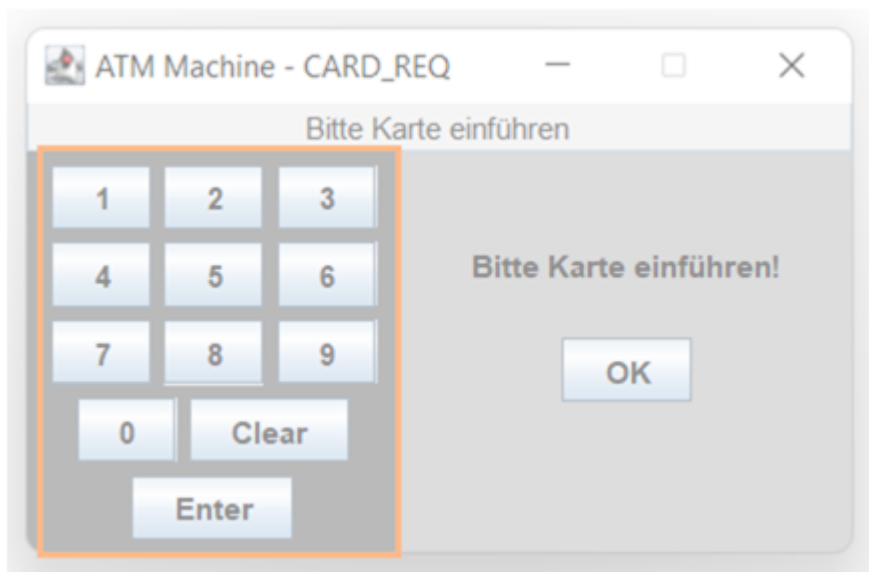 ATM Machine - CARD_REQ
Bitte Karte einführen
1 2 3
4 5 6
7 8 9
0 Clear
Enter
Bitte Karte einführen!
OK